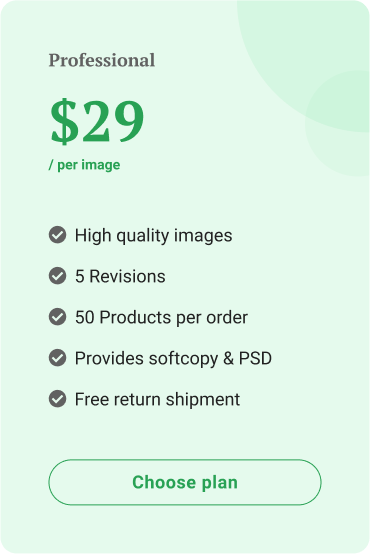 Professional
$29
/ per image
High quality images
5 Revisions
50 Products per order
Provides softcopy & PSD
Free return shipment
Choose plan